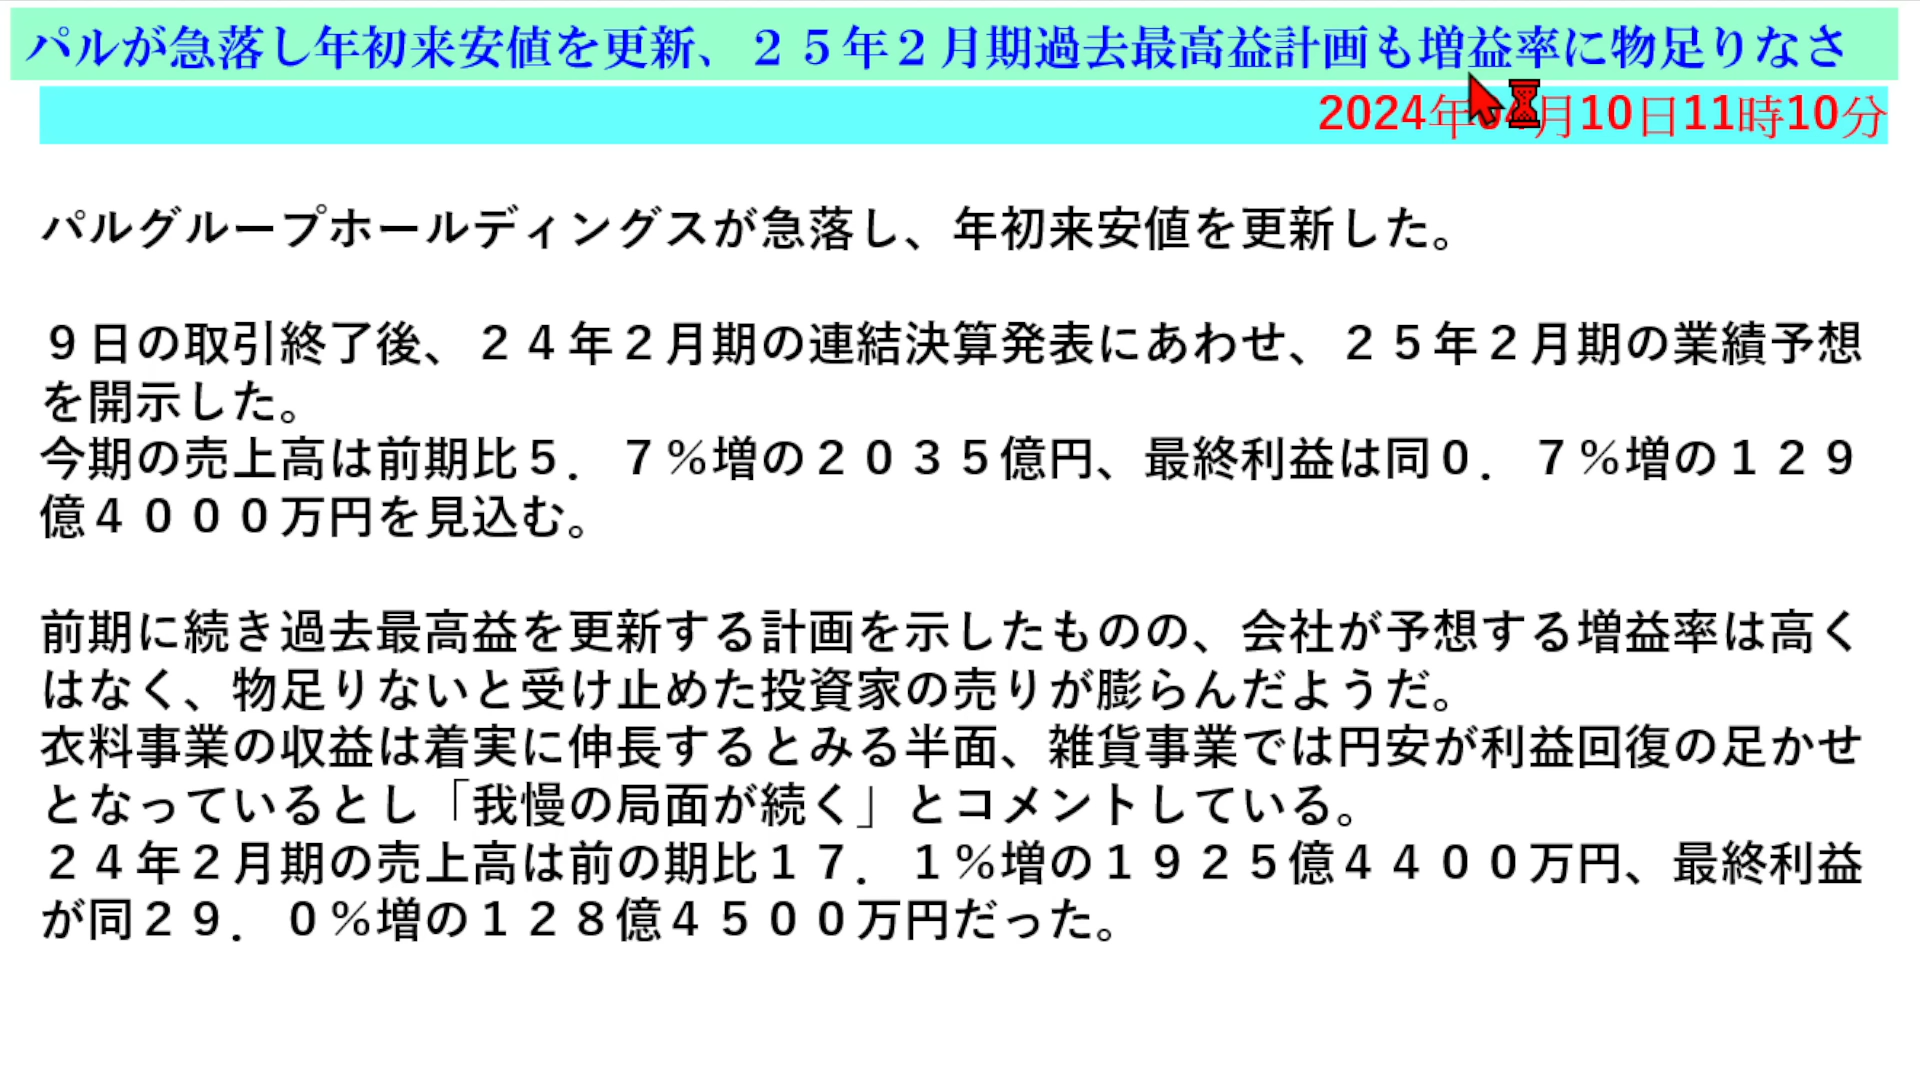 パルが急落し年初来安値を更新、２５年２月期過去最高益計画も増益率に物足りなさ
2024年04月10日11時10分
パルグループホールディングスが急落し、年初来安値を更新した。
９日の取引終了後、２４年２月期の連結決算発表にあわせ、２５年２月期の業績予想
を開示した。
今期の売上高は前期比５．７％増の２０３５億円、最終利益は同０．７％増の１２９
億４０００万円を見込む。
前期に続き過去最高益を更新する計画を示したものの、会社が予想する増益率は高く
はなく、物足りないと受け止めた投資家の売りが膨らんだようだ。
衣料事業の収益は着実に伸長するとみる半面、雑貨事業では円安が利益回復の足かせ
となっているとし「我慢の局面が続く」とコメントしている。
２４年２月期の売上高は前の期比１７．１％増の１９２５億４４００万円、最終利益
が同２９．０％増の１２８億４５００万円だった。